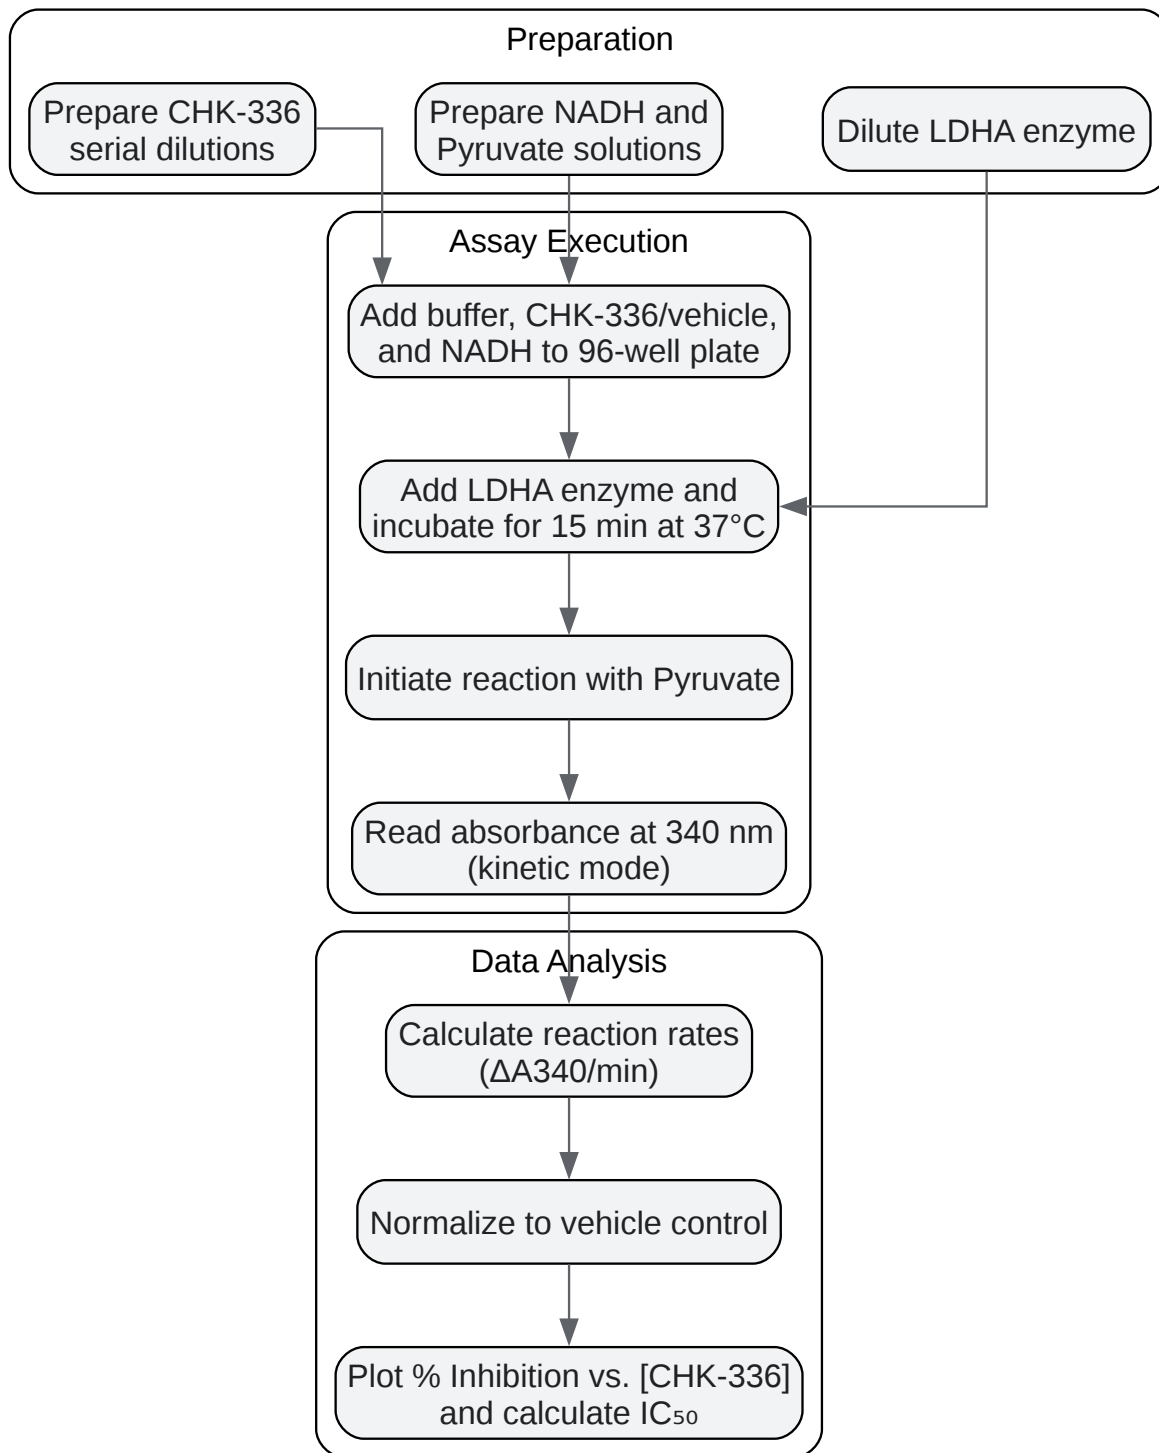 Preparation
Prepare CHK-336
serial dilutions
Prepare NADH and
Pyruvate solutions
Dilute LDHA enzyme
Assay Execution
Add buffer, CHK-336/vehicle,
and NADH to 96-well plate
Add LDHA enzyme and
incubate for 15 min at 37°C
Initiate reaction with Pyruvate
Read absorbance at 340 nm
(kinetic mode)
Data Analysis
Calculate reaction rates
(ΔA340/min)
Normalize to vehicle control
Plot % Inhibition vs. [CHK-336]
and calculate IC₅₀